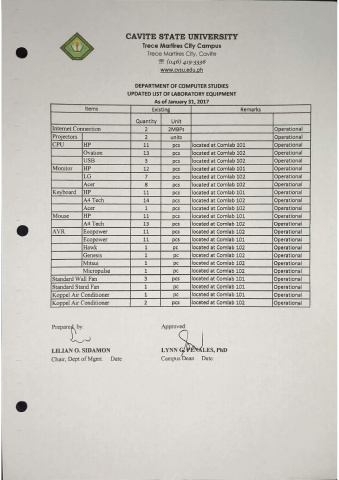 CAVITE STATE UNIVERSITY
Trece Martires City Campus
Trece Martires City, Cavite
☏ (046) 419-3338
www.cvsu.edu.ph
DEPARTMENT OF COMPUTER STUDIES
UPDATED LIST OF LABORATORY EQUIPMENT
As of January 31, 2017
Items Existing Remarks
Quantity Unit
Internet Connection 2 2MBPs Operational
Projectors 2 units Operational
CPU HP 11 pcs located at Comlab 101 Operational
Ovation 13 pcs located at Comlab 102 Operational
USB 3 pcs located at Comlab 102 Operational
Monitor HP 12 pcs located at Comlab 101 Operational
LG 7 pcs located at Comlab 102 Operational
Acer 8 pcs located at Comlab 102 Operational
Keyboard HP 11 pcs located at Comlab 101 Operational
A4 Tech 14 pcs located at Comlab 102 Operational
Acer 1 pcs located at Comlab 102 Operational
Mouse HP 11 pcs located at Comlab 101 Operational
A4 Tech 13 pcs located at Comlab 102 Operational
AVR Ecopower 11 pcs located at Comlab 102 Operational
Ecopower 11 pcs located at Comlab 101 Operational
Hawk 1 pc located at Comlab 102 Operational
Genesis 1 pc located at Comlab 102 Operational
Mitsui 1 pc located at Comlab 102 Operational
Micropulse 1 pc located at Comlab 102 Operational
Standard Wall Fan 3 pcs located at Comlab 101 Operational
Standard Stand Fan 1 pc located at Comlab 101 Operational
Koppel Air Conditioner 1 pc located at Comlab 101 Operational
Koppel Air Conditioner 2 pcs located at Comlab 102 Operational
Prepared by Approved
LILIAN O. SIDAMON LYNN G. PENALES, PhD
Chair, Dept of Mgmt Date Campus Dean Date